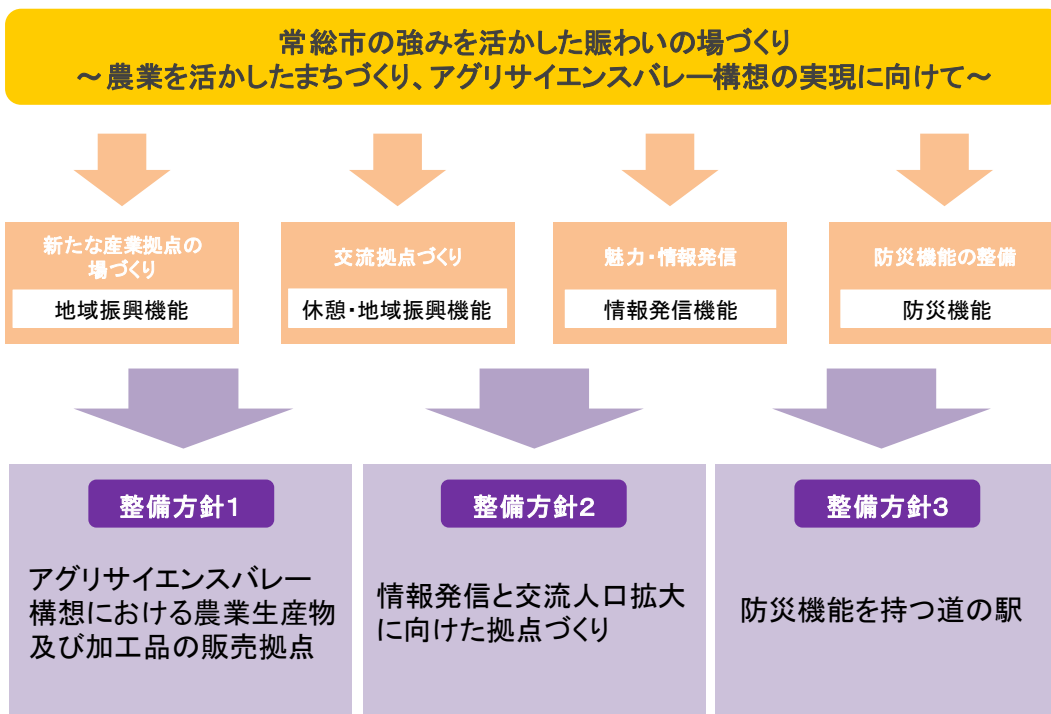 常総市の強みを活かした賑わいの場づくり
～農業を活かしたまちづくり、アグリサイエンスバレー構想の実現に向けて～
新たな産業拠点の
場づくり
地域振興機能
交流拠点づくり
休憩・地域振興機能
魅力・情報発信
情報発信機能
防災機能の整備
防災機能
整備方針1
アグリサイエンスバレー
構想における農業生産物
及び加工品の販売拠点
整備方針2
情報発信と交流人口拡大
に向けた拠点づくり
整備方針3
防災機能を持つ道の駅